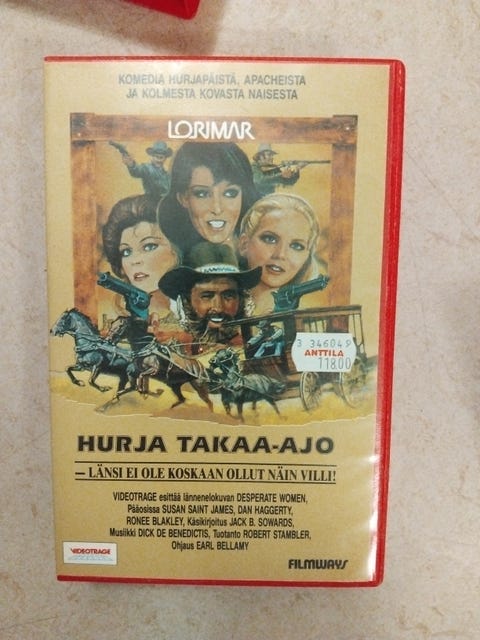 KOMEDIA HURJAPÄISTÄ, APACHEISTA
JA KOLMESTA KOVASTA NAISESTA
LORIMAR
3 346049
ANTTILA
118.00
HURJA TAKAA-AJO
— LÄNSI EI OLE KOSKAAN OLLUT NÄIN VILLI!
VIDEOTRAGE esittää lännenelokuvan DESPERATE WOMEN,
Pääosissa SUSAN SAINT JAMES, DAN HAGGERTY,
RONEE BLAKLEY, Käsikirjoitus JACK B. SOWARDS,
Musiikki DICK DE BENEDICTIS, Tuotanto ROBERT STAMBLER,
Ohjaus EARL BELLAMY
VIDEOTRAGE
FILMWAYS